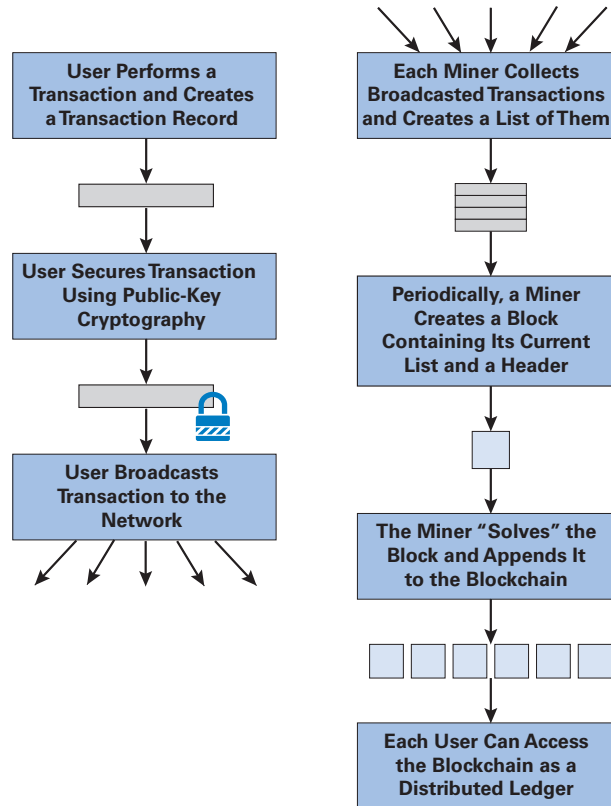 User Performs a
Transaction and Creates
a Transaction Record
User Secures Transaction
Using Public-Key
Cryptography
User Broadcasts
Transaction to the
Network
Each Miner Collects
Broadcasted Transactions
and Creates a List of Them
Periodically, a Miner
Creates a Block
Containing Its Current
List and a Header
The Miner “Solves” the
Block and Appends It
to the Blockchain
Each User Can Access
the Blockchain as a
Distributed Ledger